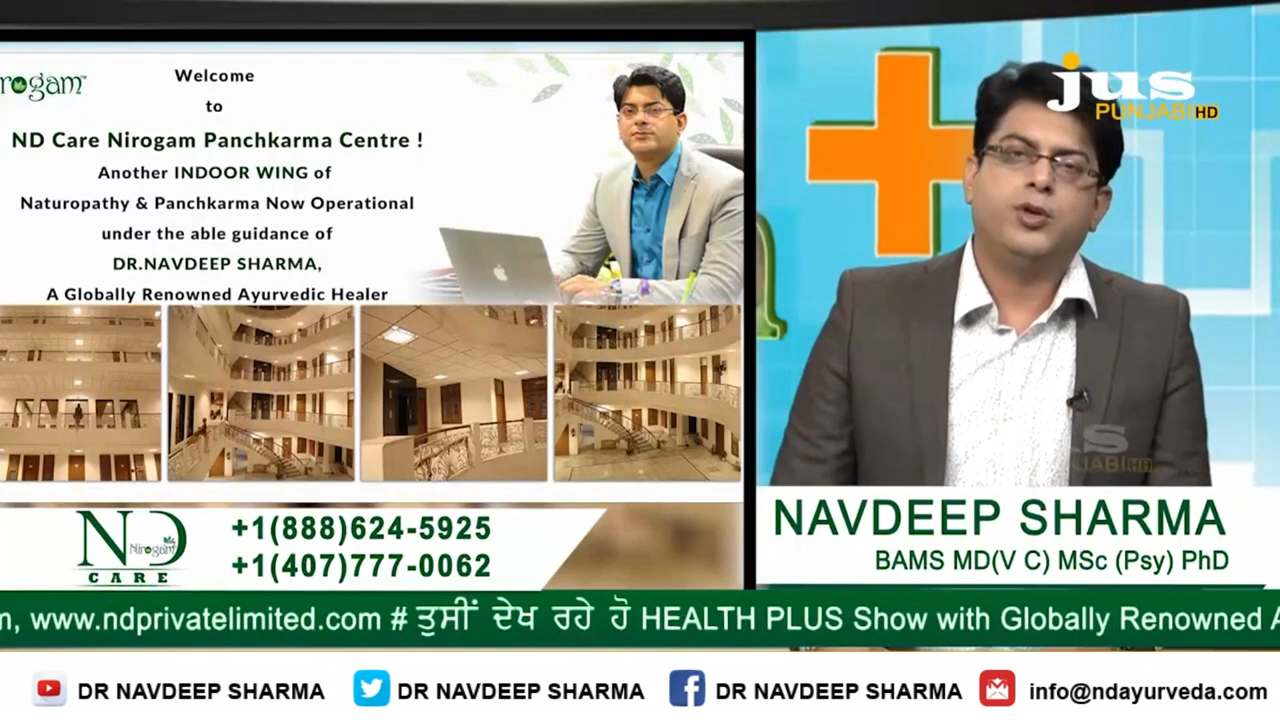 rogam
Welcome
to
ND Care Nirogam Panchkarma Centre !
Another INDOOR WING of
Naturopathy & Panchkarma Now Operational
under the able guidance of
DR.NAVDEEP SHARMA,
A Globally Renowned Ayurvedic Healer
jus
PUNJABI HD
ND
Nirogam
CARE
+1(888)624-5925
+1(407)777-0062
NAVDEEP SHARMA
BAMS MD(V C) MSc (Psy) PhD
m, www.ndprivatelimited.com # ਤੁਸੀਂ ਦੇਖ ਰਹੇ ਹੋ HEALTH PLUS Show with Globally Renowned A
DR NAVDEEP SHARMA
DR NAVDEEP SHARMA
DR NAVDEEP SHARMA
info@ndayurveda.com